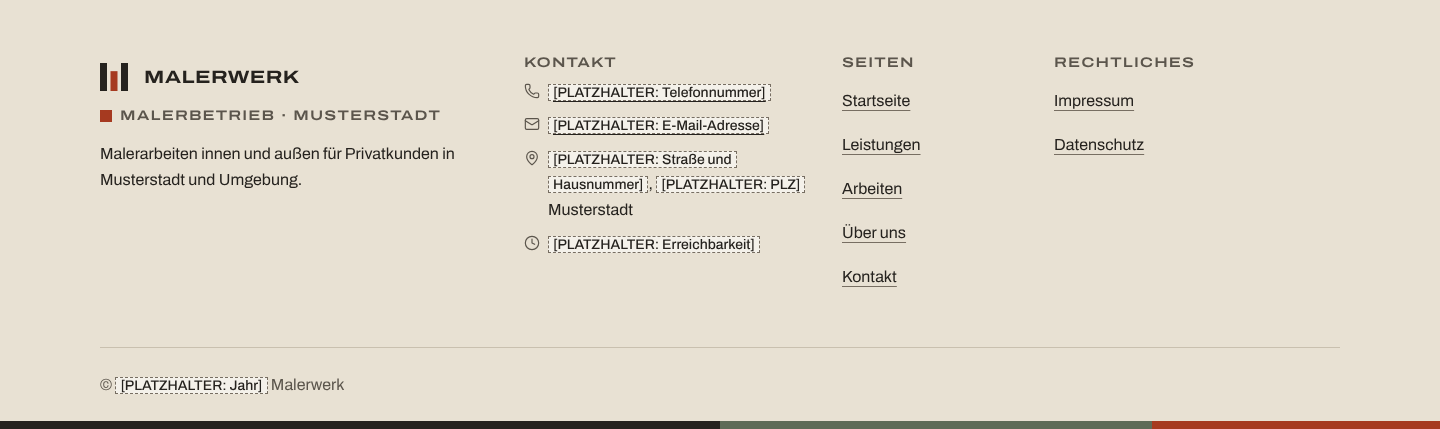 MALERWERK
MALERBETRIEB · MUSTERSTADT
Malerarbeiten innen und außen für Privatkunden in
Musterstadt und Umgebung.
KONTAKT
[PLATZHALTER: Telefonnummer]
[PLATZHALTER: E-Mail-Adresse]
[PLATZHALTER: Straße und
Hausnummer], [PLATZHALTER: PLZ]
Musterstadt
[PLATZHALTER: Erreichbarkeit]
SEITEN
Startseite
Leistungen
Arbeiten
Über uns
Kontakt
RECHTLICHES
Impressum
Datenschutz
© [PLATZHALTER: Jahr] Malerwerk